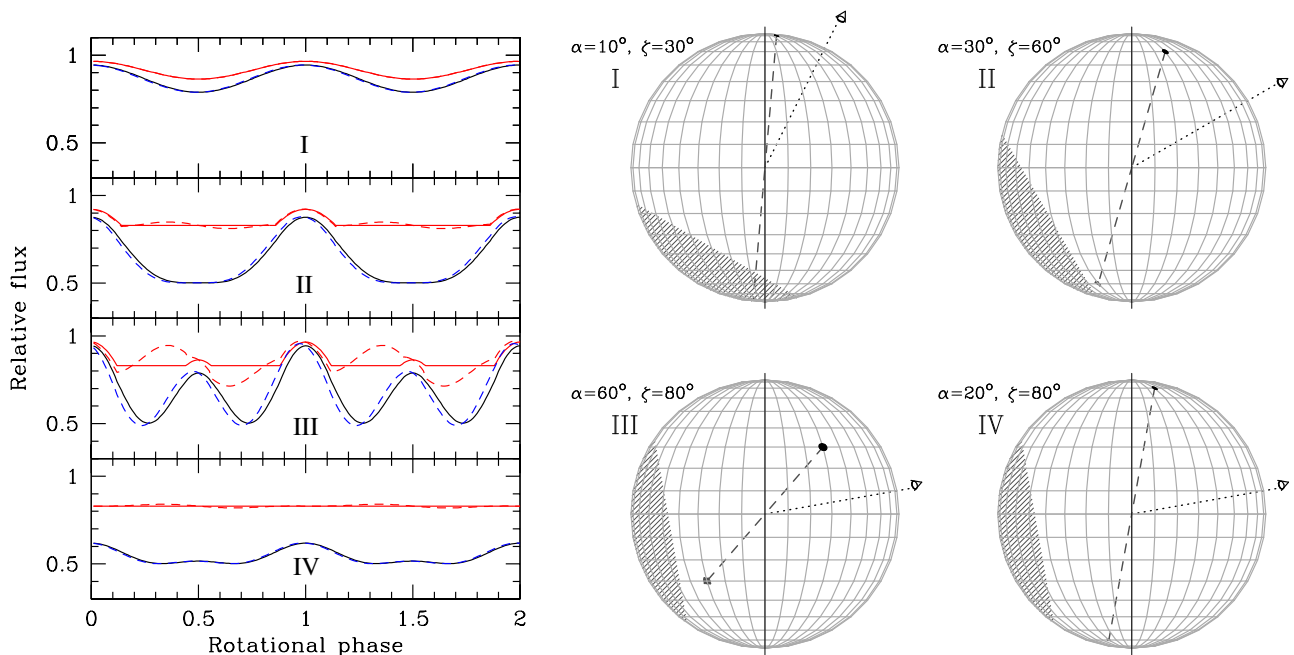 1
0.5
I
1
0.5
II
1
0.5
III
1
0.5
IV
0
0.5
1
1.5
2
Relative flux
Rotational phase
α=10°, ζ=30°
I
α=30°, ζ=60°
II
α=60°, ζ=80°
III
α=20°, ζ=80°
IV